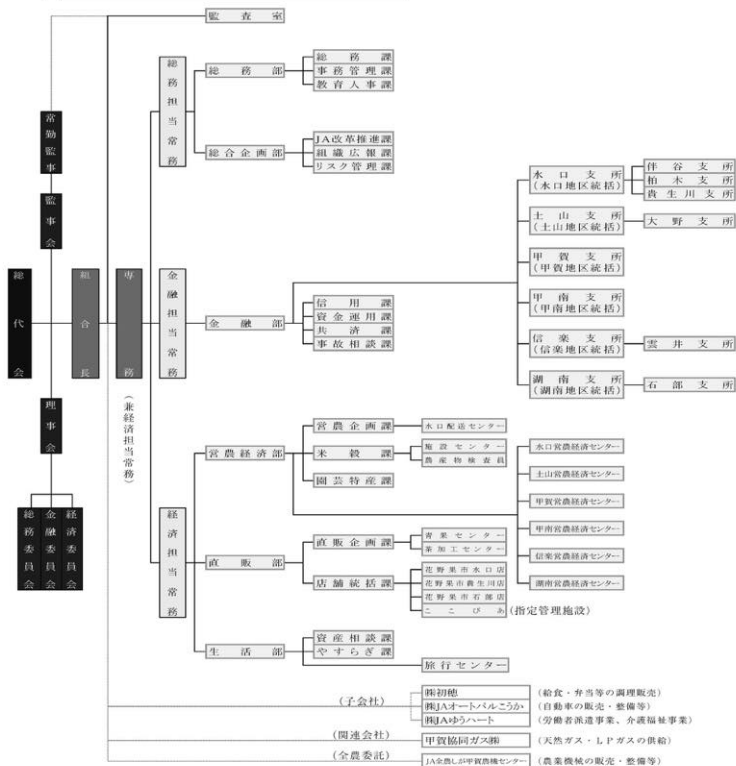 監査室
総務担当常務
総務部
総務課
事務管理課
教育人事課
総合企画部
JA改革推進課
組織広報課
リスク管理課
常勤監事
監事会
総代会
組合長
専務
(兼経済担当常務)
理事会
総務委員会
金融委員会
経済委員会
金融担当常務
金融部
信用課
資金運用課
共済課
事故相談課
水口支所
(水口地区統括)
伴谷支所
柏木支所
貴生川支所
土山支所
(土山地区統括)
大野支所
甲賀支所
(甲賀地区統括)
甲南支所
(甲南地区統括)
信楽支所
(信楽地区統括)
雲井支所
湖南支所
(湖南地区統括)
石部支所
経済担当常務
営農経済部
営農企画課
水口配送センター
米穀課
施設センター
農産物検査員
園芸特産課
水口営農経済センター
土山営農経済センター
甲賀営農経済センター
甲南営農経済センター
信楽営農経済センター
湖南営農経済センター
直販部
直販企画課
青果センター
茶加工センター
店舗統括課
花野果市水口店
花野果市貴生川店
花野果市石部店
ここぴあ
(指定管理施設)
生活部
資産相談課
やすらぎ課
旅行センター
(子会社)
㈱初穂
(給食・弁当等の調理販売)
㈱JAオートパルこうか
(自動車の販売・整備等)
㈱JAゆうハート
(労働者派遣事業、介護福祉事業)
(関連会社)
甲賀協同ガス㈱
(天然ガス・LPガスの供給)
(全農委託)
JA全農しが甲賀農機センター
(農業機械の販売・整備等)